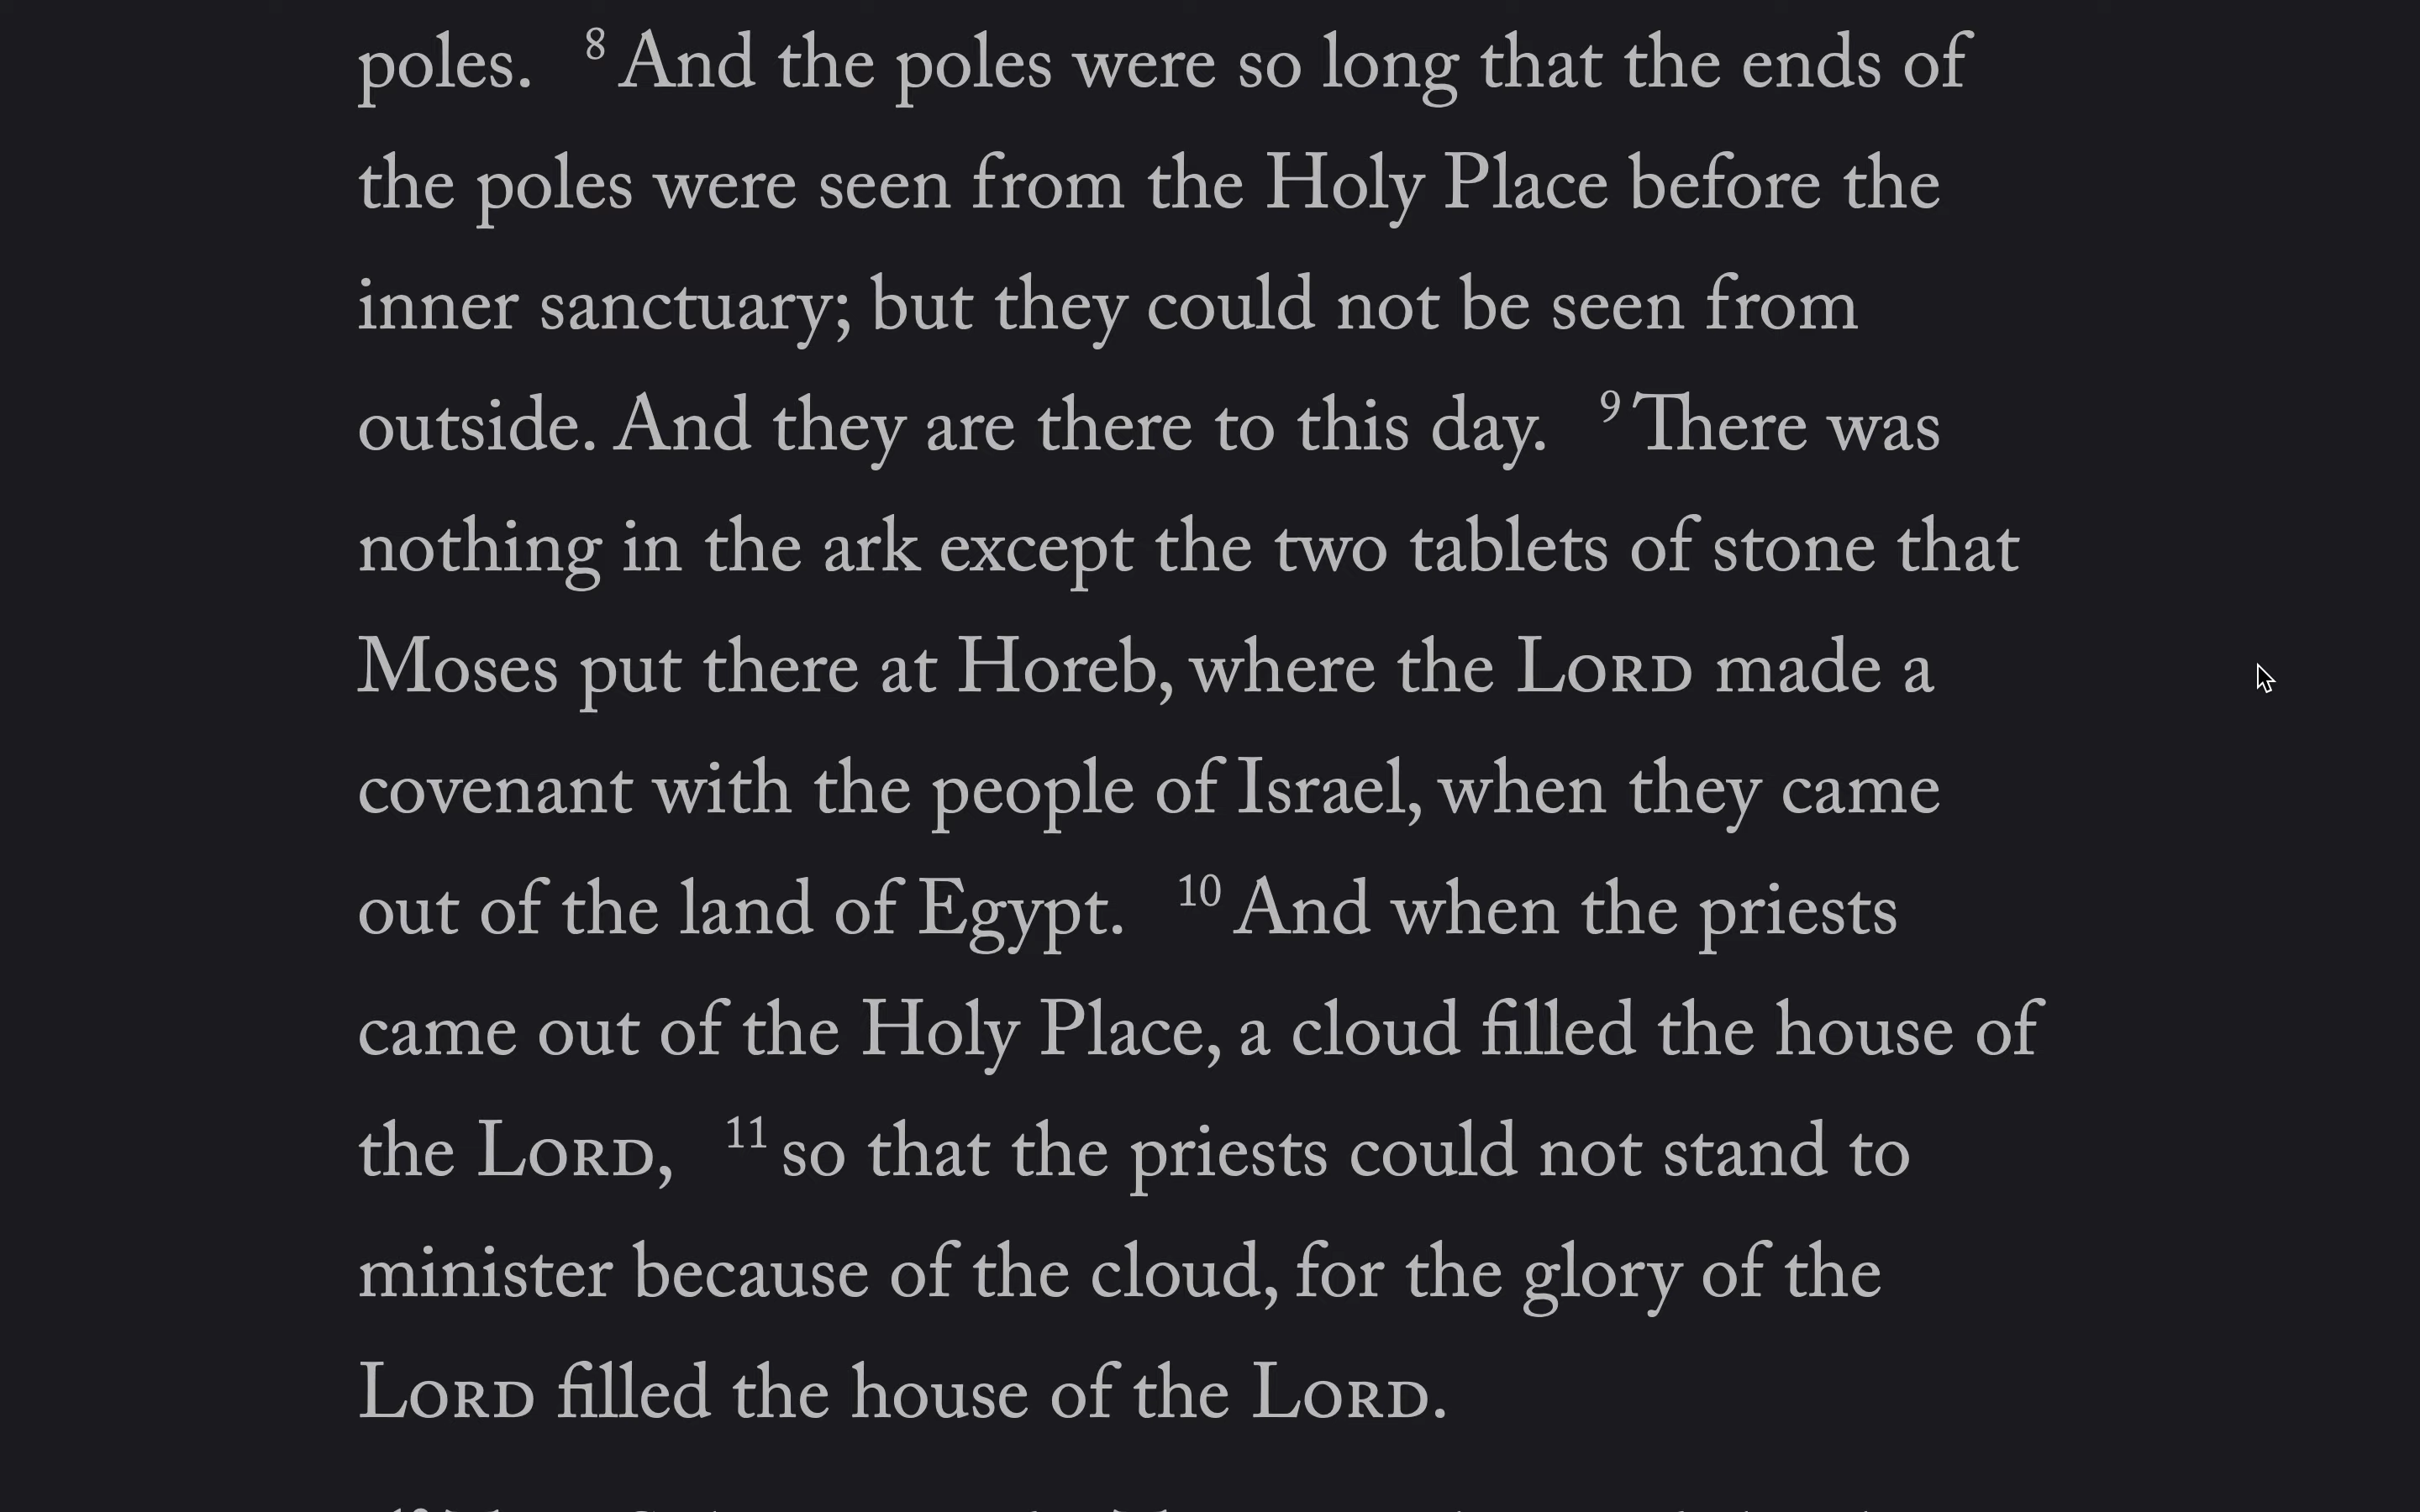 poles. 8 And the poles were so long that the ends of
the poles were seen from the Holy Place before the
inner sanctuary; but they could not be seen from
outside. And they are there to this day. 9 There was
nothing in the ark except the two tablets of stone that
Moses put there at Horeb, where the LORD made a
covenant with the people of Israel, when they came
out of the land of Egypt. 10 And when the priests
came out of the Holy Place, a cloud filled the house of
the LORD, 11 so that the priests could not stand to
minister because of the cloud, for the glory of the
LORD filled the house of the LORD.